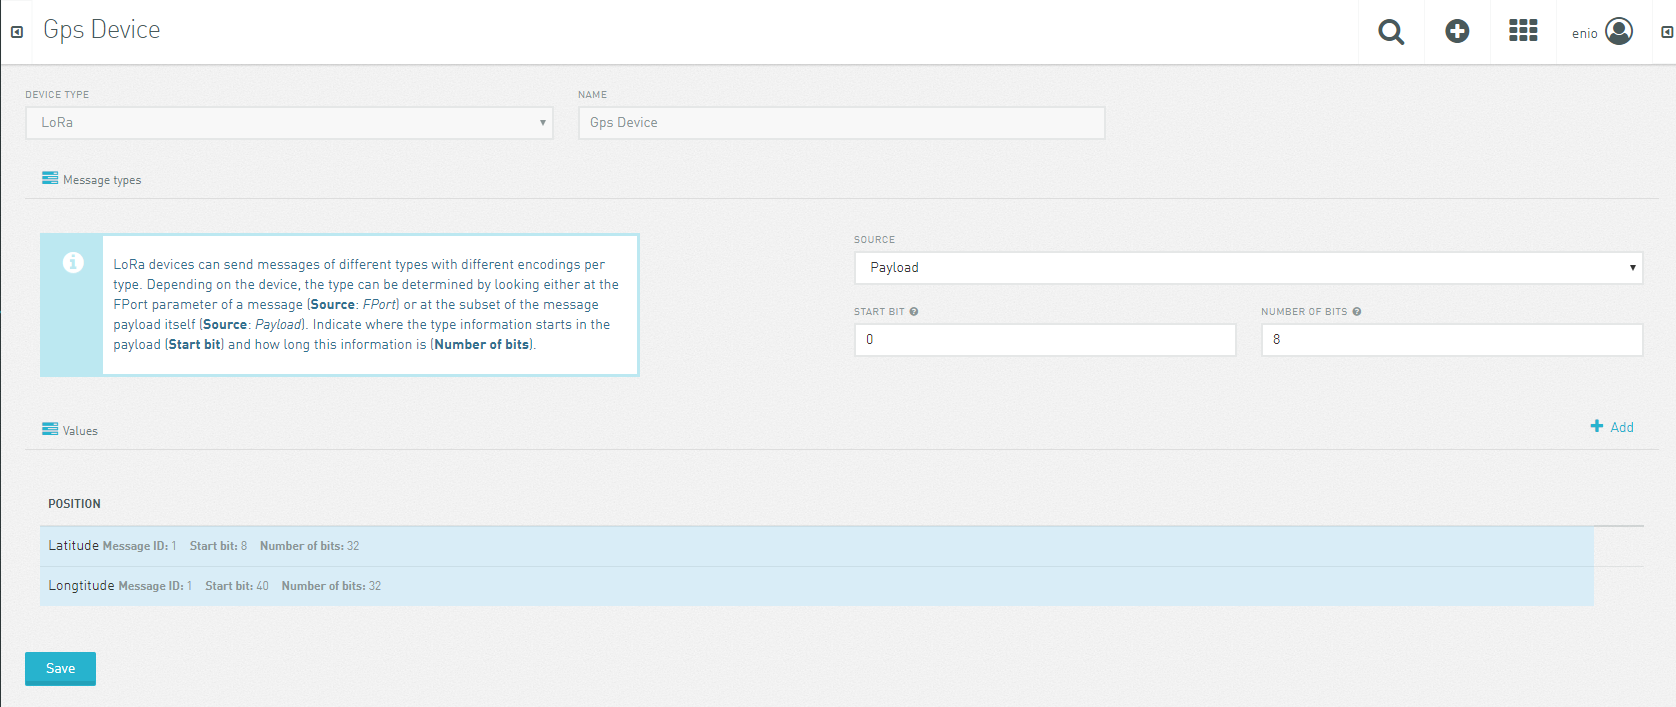 Gps Device
enio
DEVICE TYPE
NAME
LoRa
Gps Device
Message types
LoRa devices can send messages of different types with different encodings per
type. Depending on the device, the type can be determined by looking either at the
FPort parameter of a message (Source: FPort) or at the subset of the message
payload itself (Source: Payload). Indicate where the type information starts in the
payload (Start bit) and how long this information is (Number of bits).
SOURCE
Payload
START BIT
NUMBER OF BITS
0
8
Values
Add
POSITION
Latitude Message ID: 1 Start bit: 8 Number of bits: 32
Longtitude Message ID: 1 Start bit: 40 Number of bits: 32
Save